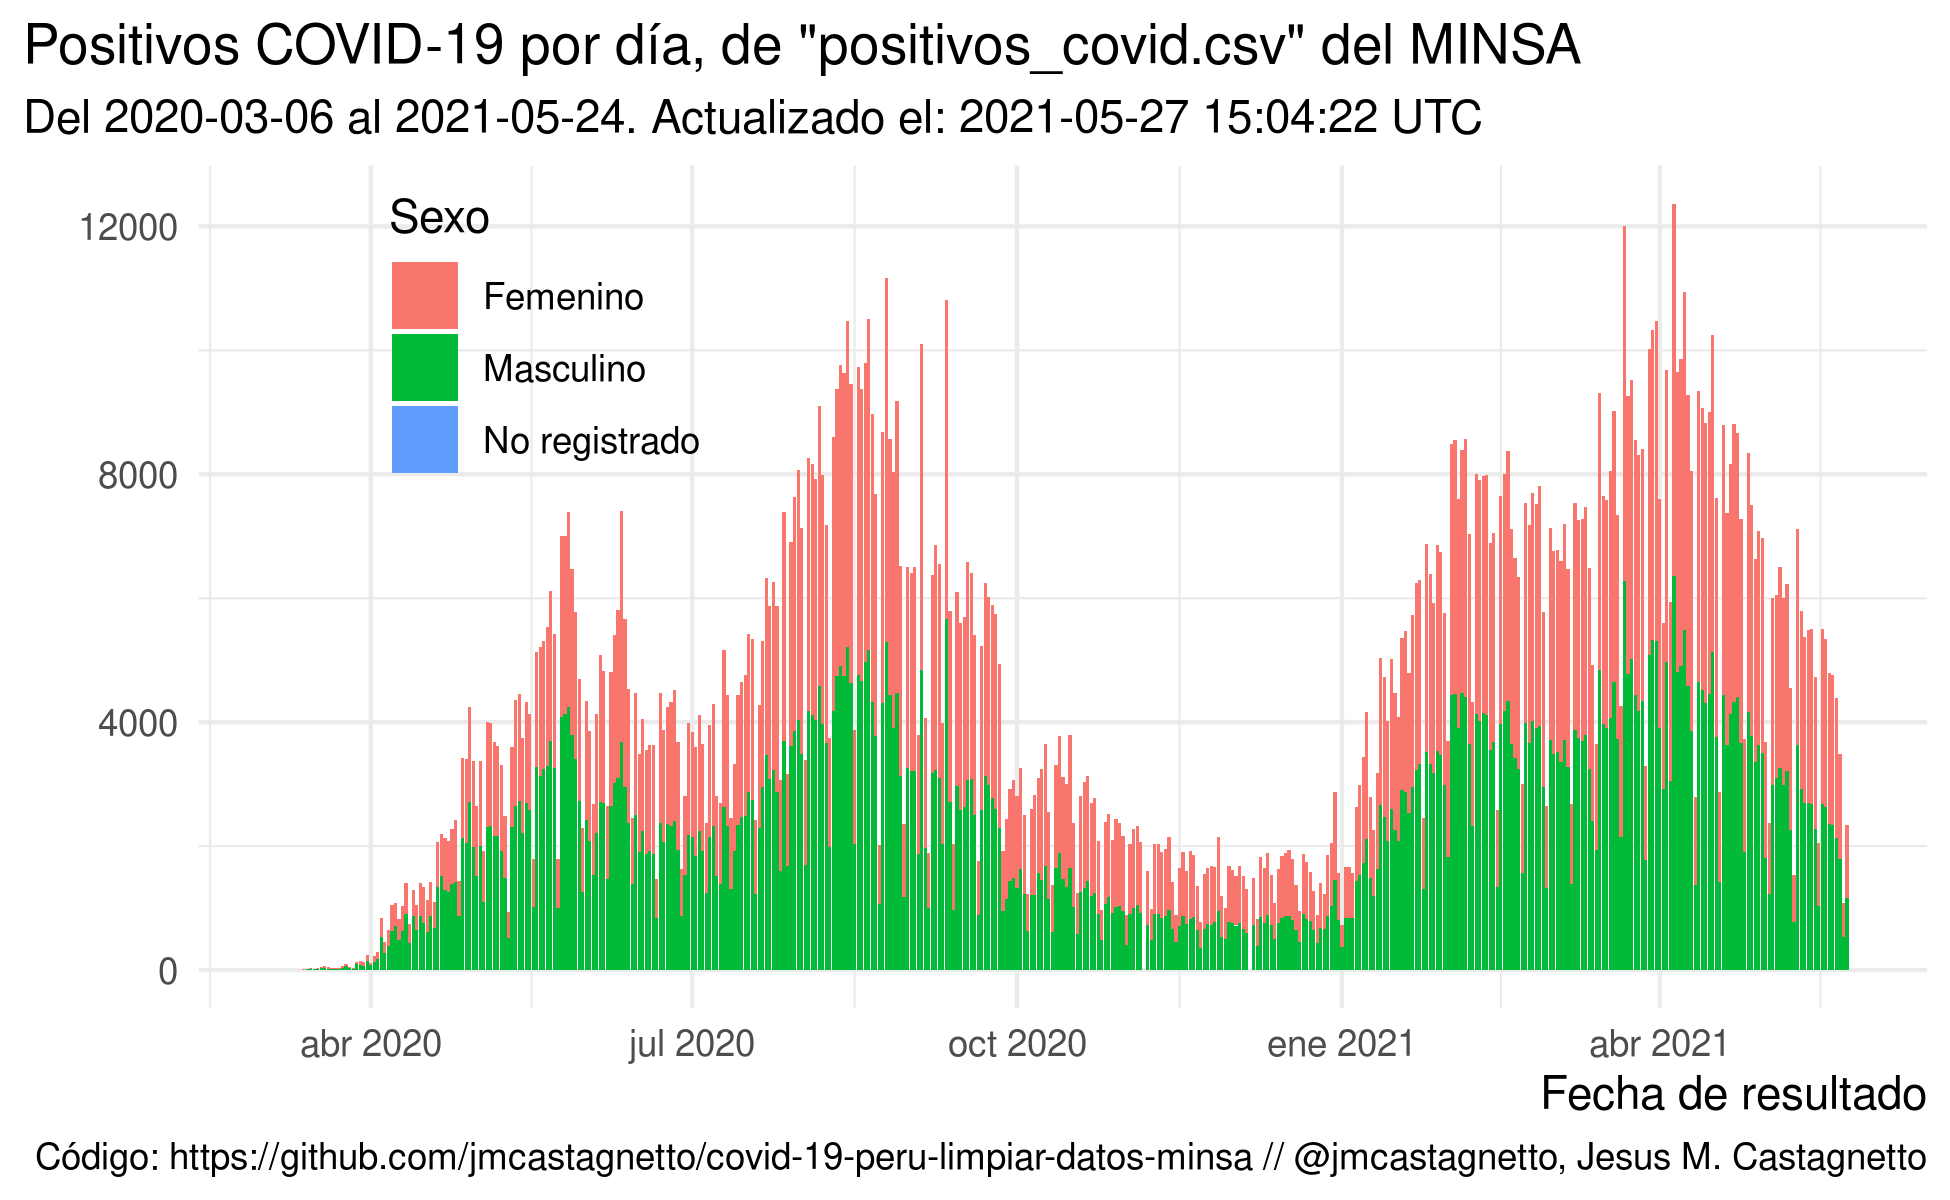 Positivos COVID-19 por día, de "positivos_covid.csv" del MINSA
Del 2020-03-06 al 2021-05-24. Actualizado el: 2021-05-27 15:04:22 UTC
Sexo
Femenino
Masculino
No registrado
12000
8000
4000
0
abr 2020 jul 2020 oct 2020 ene 2021 abr 2021
Fecha de resultado
Código: https://github.com/jmcastagnetto/covid-19-peru-limpiar-datos-minsa // @jmcastagnetto, Jesus M. Castagnetto